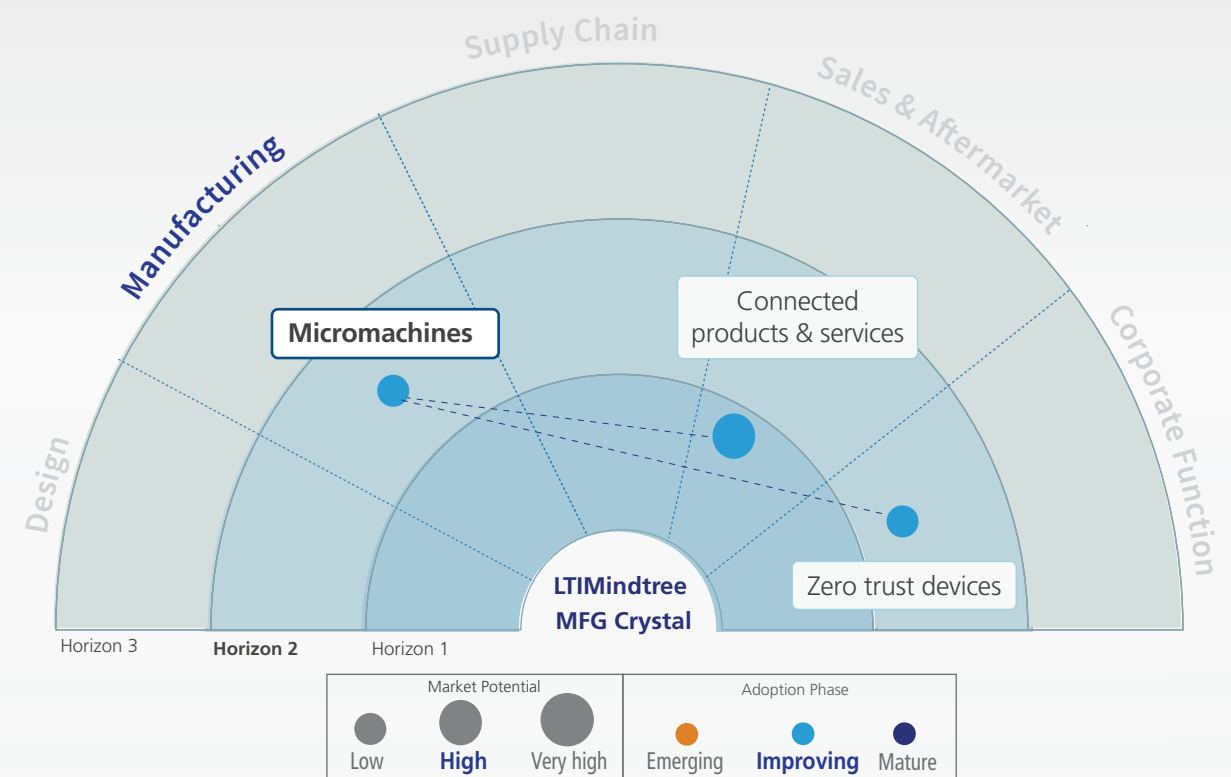 Supply Chain
Sales & Aftermarket
Manufacturing
Connected
products & services
Micromachines
Corporate Function
Design
Zero trust devices
LTIMindtree
MFG Crystal
Horizon 3
Horizon 2
Horizon 1
Market Potential
Adoption Phase
Low
High
Very high
Emerging
Improving
Mature